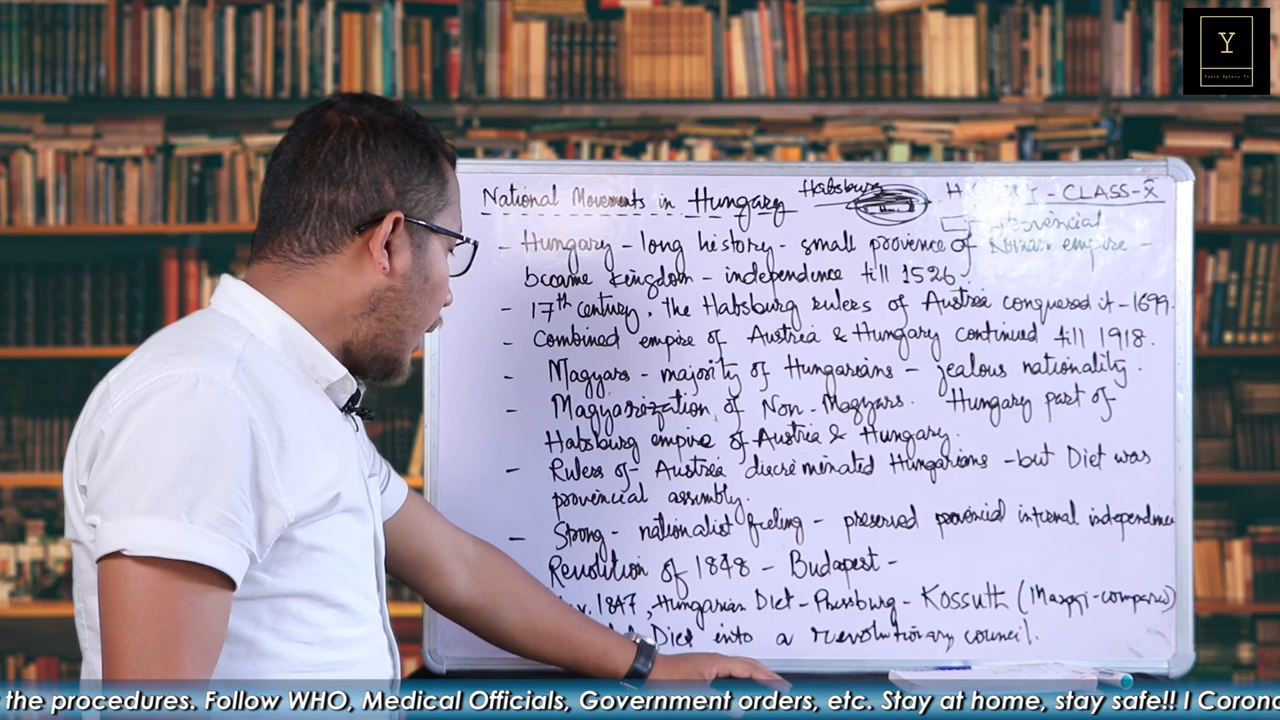 Y
National Movements in Hungary Habsburg - CLASS-X
provincial
- Hungary - long history - small provience of Roman empire -
became kingdom - independence till 1526.
- 17th century. The Habsburg rulers of Austria conquered it - 1699.
- Combined empire of Austria & Hungary continued till 1918.
- Magyars - majority of Hungarians - jealous nationality.
- Magyarization of Non-Magyars. Hungary part of
Habsburg empire of Austria & Hungary.
- Rulers of Austria discriminated Hungarians - but Diet was
provincial assembly.
- Strong - nationalist feeling - preserved provincial internal independence
Revolution of 1848 - Budapest -
1847, Hungarian Diet - Pressburg - Kossuth ( - compared)
Diet into a revolutionary council.
the procedures. Follow WHO, Medical Officials, Government orders, etc. Stay at home, stay safe!! I Corona